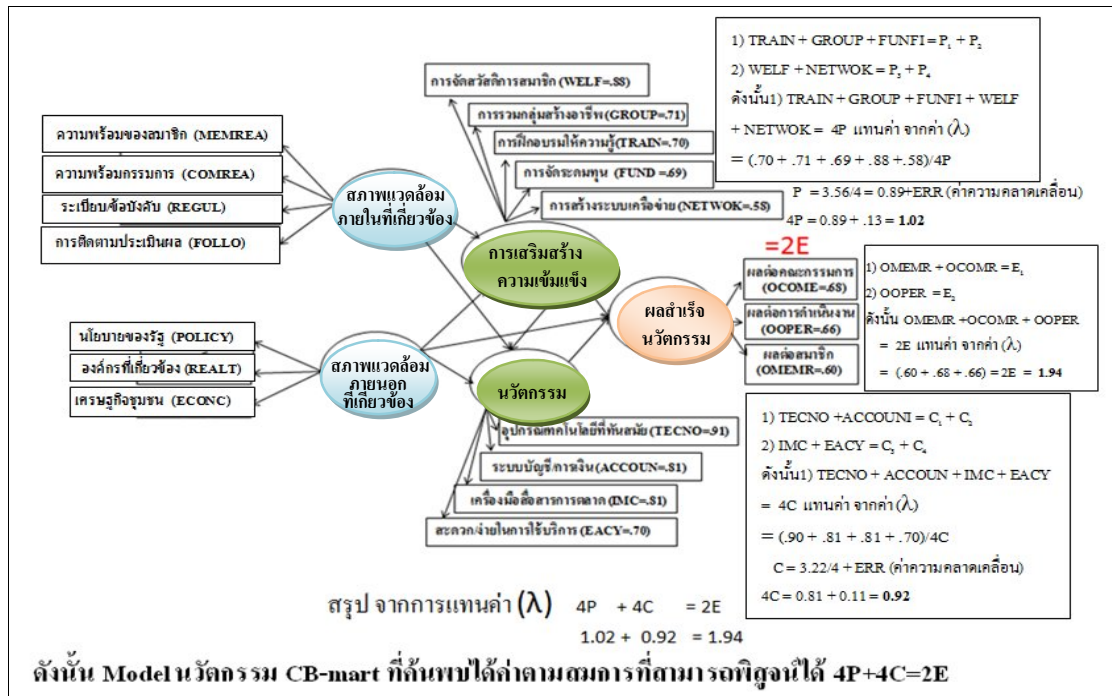 การจัดสวัสดิการสมาชิก (WELF=.88)
การรวมกลุ่มสร้างอาชีพ(GROUP=.71)
การฝึกอบรมให้ความรู้(TRAIN=.70)
การจัดระดมทุน (FUND =.69)
การสร้างระบบเครือข่าย(NETWOK=.58)
ความพร้อมของสมาชิก (MEMREA)
ความพร้อมกรรมการ (COMREA)
ระเบียบ/ข้อบังคับ (REGUL)
การติดตามประเมินผล (FOLLO)
สภาพแวดล้อม
ภายในที่เกี่ยวข้อง
การเสริมสร้าง
ความเข้มแข็ง
นโยบายของรัฐ (POLICY)
องค์กรที่เกี่ยวข้อง (REALT)
เศรษฐกิจชุมชน (ECONC)
สภาพแวดล้อม
ภายนอก
ที่เกี่ยวข้อง
นวัตกรรม
ผลสำเร็จ
นวัตกรรม
=2E
ผลต่อคณะกรรมการ
(OCOME=.68)
ผลต่อการดำเนินงาน
(OOPER=.66)
ผลต่อสมาชิก
(OMEMR=.60)
อุปกรณ์เทคโนโลยีที่ทันสมัย(TECNO=.91)
ระบบบัญชี/การเงิน(ACCOUN=.81)
เครื่องมือสื่อสารการตลาด(IMC=.81)
สะดวก/ง่ายในการใช้บริการ(EACY=.70)
1) TRAIN + GROUP + FUNFI = P₁ + P₂
2) WELF + NETWOK = P₃ + P₄
ดังนั้น1) TRAIN + GROUP + FUNFI + WELF
+ NETWOK = 4P แทนค่า จากค่า (λ)
= (.70 + .71 + .69 + .88 +.58)/4P
P = 3.56/4 = 0.89+ERR (ค่าความคลาดเคลื่อน)
4P = 0.89 + .13 = 1.02
1) OMEMR + OCOMR = E₁
2) OOPER = E₂
ดังนั้น OMEMR +OCOMR + OOPER
= 2E แทนค่า จากค่า (λ)
= (.60 + .68 + .66) = 2E = 1.94
1) TECNO +ACCOUNI = C₁ + C₂
2) IMC + EACY = C₃ + C₄
ดังนั้น1) TECNO + ACCOUN + IMC + EACY
= 4C แทนค่า จากค่า (λ)
= (.90 + .81 + .81 + .70)/4C
C = 3.22/4 + ERR (ค่าความคลาดเคลื่อน)
4C = 0.81 + 0.11 = 0.92
สรุป จากการแทนค่า (λ) 4P + 4C = 2E
1.02 + 0.92 = 1.94
ดังนั้น Model นวัตกรรม CB-mart ที่ค้นพบได้ค่าตามสมการที่สามารถพิสูจน์ได้ 4P+4C=2E